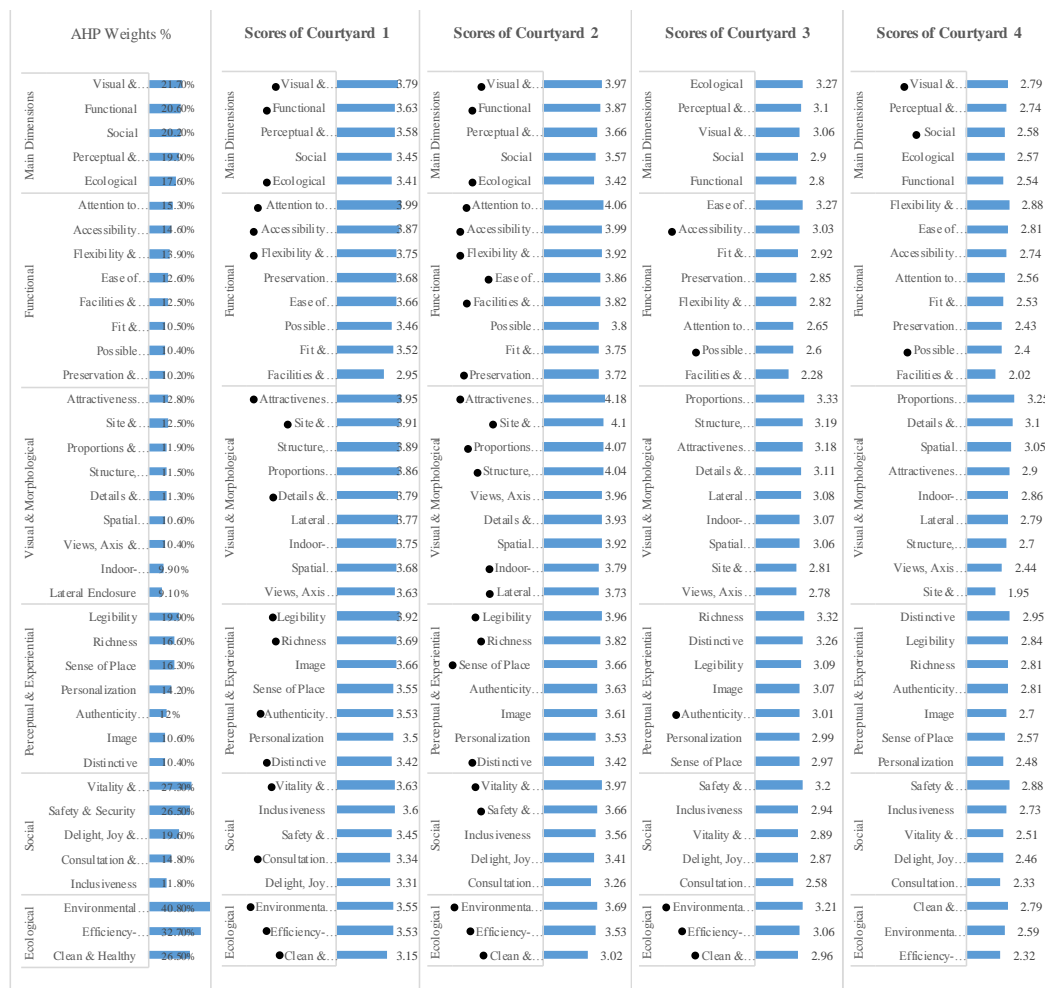 AHP Weights %
Main Dimensions
Visual &… 21.70%
Functional 20.60%
Social 20.20%
Perceptual &… 19.90%
Ecological 17.60%
Functional
Attention to… 15.30%
Accessibility… 14.60%
Flexibility &… 13.90%
Ease of… 12.60%
Facilities &… 12.50%
Fit &… 10.50%
Possible… 10.40%
Preservation &… 10.20%
Visual & Morphological
Attractiveness… 12.80%
Site &… 12.50%
Proportions &… 11.90%
Structure,… 11.50%
Details &… 11.30%
Spatial… 10.60%
Views, Axis &… 10.40%
Indoor-… 9.90%
Lateral Enclosure 9.10%
Perceptual & Experiential
Legibility 19.90%
Richness 16.60%
Sense of Place 16.30%
Personalization 14.20%
Authenticity… 12%
Image 10.60%
Distinctive 10.40%
Social
Vitality &… 27.30%
Safety & Security 26.50%
Delight, Joy &… 19.60%
Consultation &… 14.80%
Inclusiveness 11.80%
Ecological
Environmental… 40.80%
Efficiency-… 32.70%
Clean & Healthy 26.50%
Scores of Courtyard 1
Main Dimensions
Visual &… 3.79
Functional 3.63
Perceptual &… 3.58
Social 3.45
Ecological 3.41
Functional
Attention to… 3.99
Accessibility… 3.87
Flexibility &… 3.75
Preservation… 3.68
Ease of… 3.66
Possible… 3.46
Fit &… 3.52
Facilities &… 2.95
Visual & Morphological
Attractivenes… 3.95
Site &… 3.91
Structure,… 3.89
Proportions… 3.86
Details &… 3.79
Lateral… 3.77
Indoor-… 3.75
Spatial… 3.68
Views, Axis… 3.63
Perceptual & Experiential
Legibility 3.92
Richness 3.69
Image 3.66
Sense of Place 3.55
Authenticity… 3.53
Personalization 3.5
Distinctive 3.42
Social
Vitality &… 3.63
Inclusiveness 3.6
Safety &… 3.45
Consultation… 3.34
Delight, Joy… 3.31
Ecological
Environmenta… 3.55
Efficiency-… 3.53
Clean &… 3.15
Scores of Courtyard 2
Main Dimensions
Visual &… 3.97
Functional 3.87
Perceptual &… 3.66
Social 3.57
Ecological 3.42
Functional
Attention to… 4.06
Accessibility… 3.99
Flexibility &… 3.92
Ease of… 3.86
Facilities &… 3.82
Possible… 3.8
Fit &… 3.75
Preservation… 3.72
Visual & Morphological
Attractivenes… 4.18
Site &… 4.1
Proportions… 4.07
Structure,… 4.04
Views, Axis… 3.96
Details &… 3.93
Spatial… 3.92
Indoor-… 3.79
Lateral… 3.73
Perceptual & Experiential
Legibility 3.96
Richness 3.82
Sense of Place 3.66
Authenticity… 3.63
Image 3.61
Personalization 3.53
Distinctive 3.42
Social
Vitality &… 3.97
Safety &… 3.66
Inclusiveness 3.56
Delight, Joy… 3.41
Consultation… 3.26
Ecological
Environmenta… 3.69
Efficiency-… 3.53
Clean &… 3.02
Scores of Courtyard 3
Main Dimensions
Ecological 3.27
Perceptual &… 3.1
Visual &… 3.06
Social 2.9
Functional 2.8
Functional
Ease of… 3.27
Accessibility… 3.03
Fit &… 2.92
Preservation… 2.85
Flexibility &… 2.82
Attention to… 2.65
Possible… 2.6
Facilities &… 2.28
Visual & Morphological
Proportions… 3.33
Structure,… 3.19
Attractivenes… 3.18
Details &… 3.11
Lateral… 3.08
Indoor-… 3.07
Spatial… 3.06
Site &… 2.81
Views, Axis… 2.78
Perceptual & Experiential
Richness 3.32
Distinctive 3.26
Legibility 3.09
Image 3.07
Authenticity… 3.01
Personalization 2.99
Sense of Place 2.97
Social
Safety &… 3.2
Inclusiveness 2.94
Vitality &… 2.89
Delight, Joy… 2.87
Consultation… 2.58
Ecological
Environmenta… 3.21
Efficiency-… 3.06
Clean &… 2.96
Scores of Courtyard 4
Main Dimensions
Visual &… 2.79
Perceptual &… 2.74
Social 2.58
Ecological 2.57
Functional 2.54
Functional
Flexibility &… 2.88
Ease of… 2.81
Accessibility… 2.74
Attention to… 2.56
Fit &… 2.53
Preservation… 2.43
Possible… 2.4
Facilities &… 2.02
Visual & Morphological
Proportions… 3.25
Details &… 3.1
Spatial… 3.05
Attractivenes… 2.9
Indoor-… 2.86
Lateral… 2.79
Structure,… 2.7
Views, Axis… 2.44
Site &… 1.95
Perceptual & Experiential
Distinctive 2.95
Legibility 2.84
Richness 2.81
Authenticity… 2.81
Image 2.7
Sense of Place 2.57
Personalization 2.48
Social
Safety &… 2.88
Inclusiveness 2.73
Vitality &… 2.51
Delight, Joy… 2.46
Consultation… 2.33
Ecological
Clean &… 2.79
Environmenta… 2.59
Efficiency-… 2.32